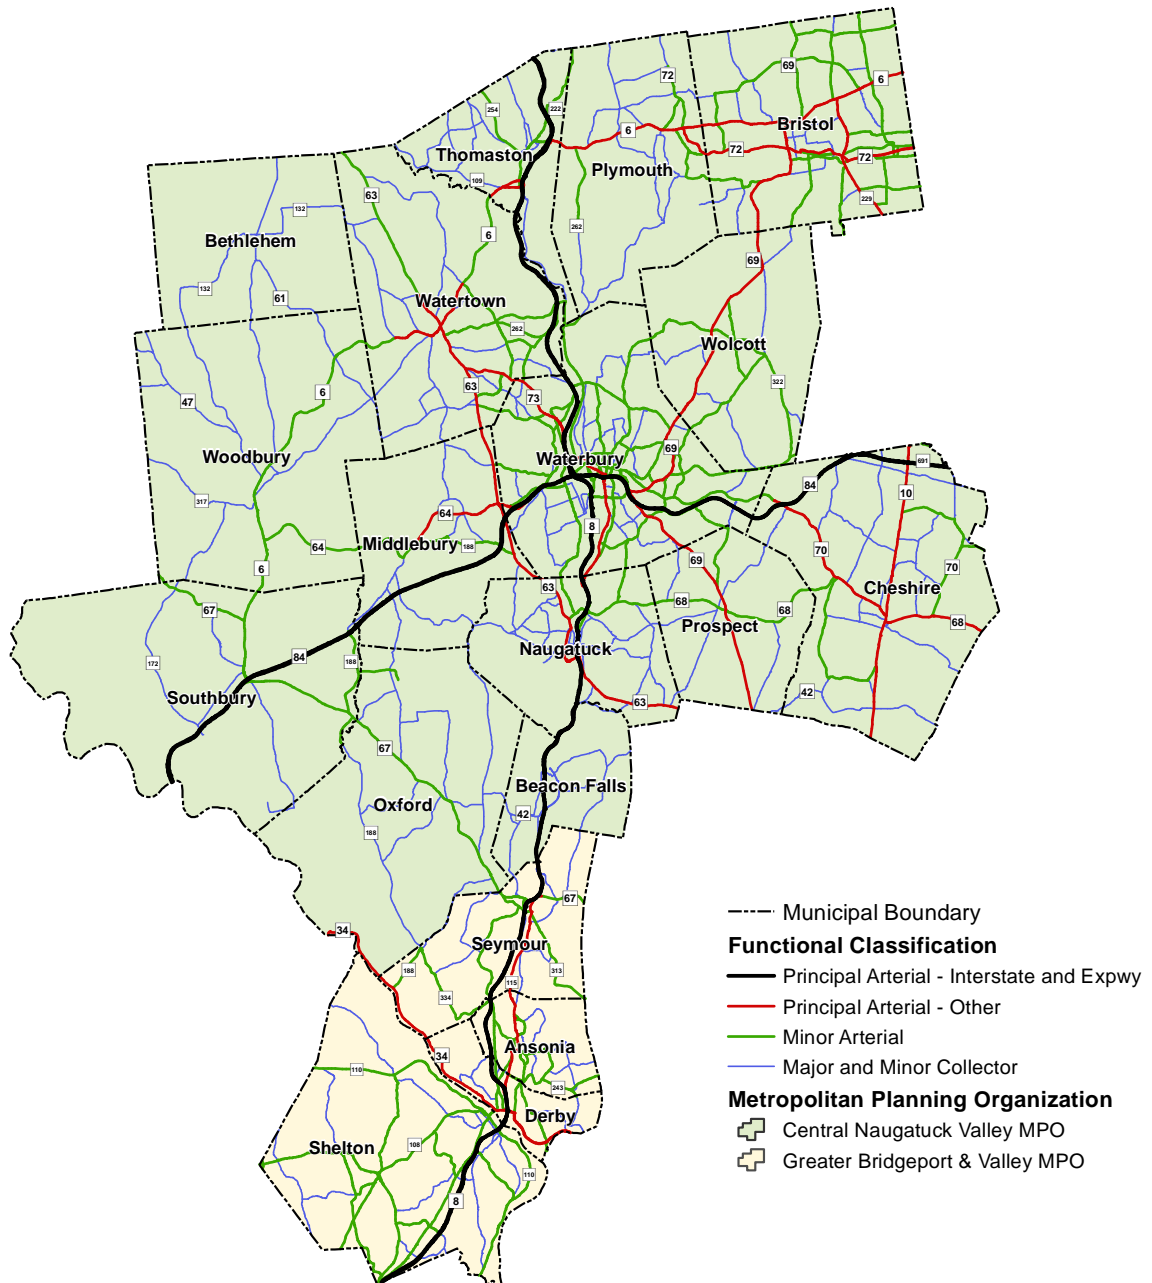 69
72
6
254
222
6
Bristol
Thomaston
72
72
Plymouth
109
63
229
132
262
6
Bethlehem
69
132
61
Watertown
262
Wolcott
322
63
6
73
47
69
Woodbury
Waterbury
691
84
10
317
64
8
64
Middlebury
188
70
69
6
70
63
Cheshire
67
68
68
68
Prospect
Naugatuck
84
188
172
42
Southbury
63
67
Beacon Falls
Oxford
42
188
67
Municipal Boundary
34
Seymour
Functional Classification
188
313
Principal Arterial - Interstate and Expwy
115
334
Principal Arterial - Other
Minor Arterial
Ansonia
34
110
Major and Minor Collector
243
Metropolitan Planning Organization
Derby
Central Naugatuck Valley MPO
Shelton
108
Greater Bridgeport & Valley MPO
110
8